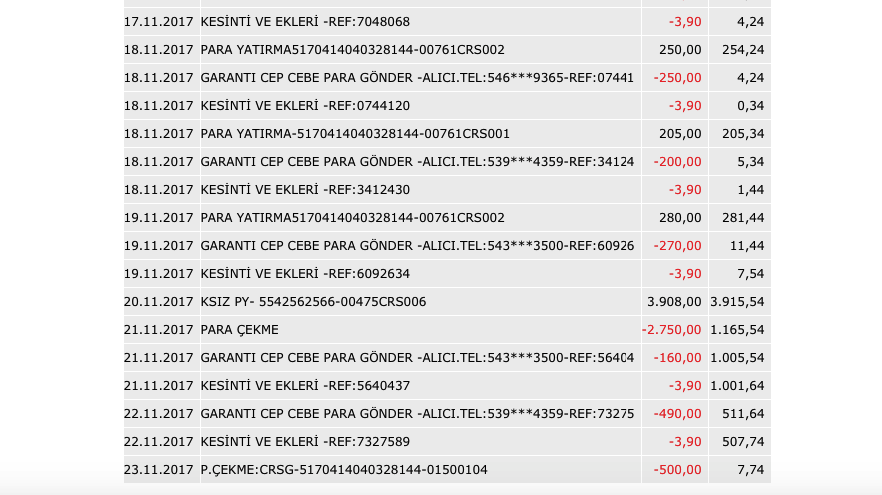 17.11.2017 KESİNTİ VE EKLERİ -REF:7048068 -3,90 4,24
18.11.2017 PARA YATIRMA5170414040328144-00761CRS002 250,00 254,24
18.11.2017 GARANTI CEP CEBE PARA GÖNDER -ALICI.TEL:546***9365-REF:07441 -250,00 4,24
18.11.2017 KESİNTİ VE EKLERİ -REF:0744120 -3,90 0,34
18.11.2017 PARA YATIRMA-5170414040328144-00761CRS001 205,00 205,34
18.11.2017 GARANTI CEP CEBE PARA GÖNDER -ALICI.TEL:539***4359-REF:34124 -200,00 5,34
18.11.2017 KESİNTİ VE EKLERİ -REF:3412430 -3,90 1,44
19.11.2017 PARA YATIRMA5170414040328144-00761CRS002 280,00 281,44
19.11.2017 GARANTI CEP CEBE PARA GÖNDER -ALICI.TEL:543***3500-REF:60926 -270,00 11,44
19.11.2017 KESİNTİ VE EKLERİ -REF:6092634 -3,90 7,54
20.11.2017 KSIZ PY- 5542562566-00475CRS006 3.908,00 3.915,54
21.11.2017 PARA ÇEKME -2.750,00 1.165,54
21.11.2017 GARANTI CEP CEBE PARA GÖNDER -ALICI.TEL:543***3500-REF:56404 -160,00 1.005,54
21.11.2017 KESİNTİ VE EKLERİ -REF:5640437 -3,90 1.001,64
22.11.2017 GARANTI CEP CEBE PARA GÖNDER -ALICI.TEL:539***4359-REF:73275 -490,00 511,64
22.11.2017 KESİNTİ VE EKLERİ -REF:7327589 -3,90 507,74
23.11.2017 P.ÇEKME:CRSG-5170414040328144-01500104 -500,00 7,74